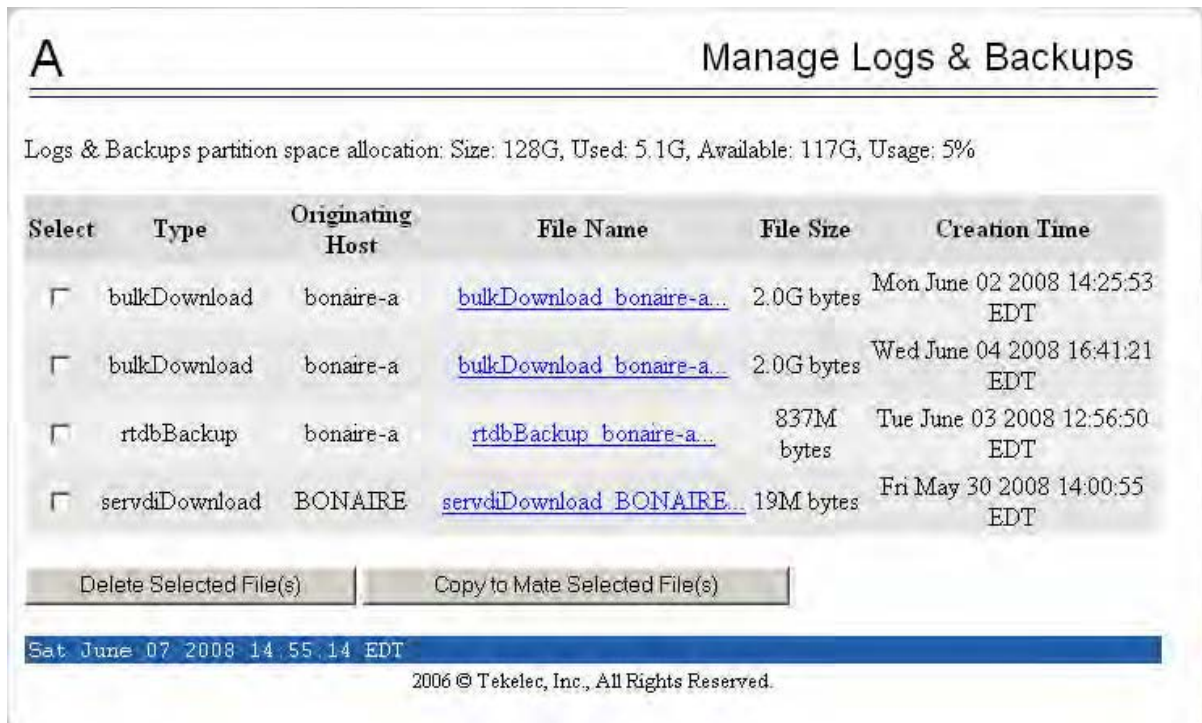 A
Manage Logs & Backups
Logs & Backups partition space allocation: Size: 128G, Used: 5.1G, Available: 117G, Usage: 5%
Select Type Originating Host File Name File Size Creation Time
bulkDownload bonaire-a bulkDownload_bonaire-a... 2.0G bytes Mon June 02 2008 14:25:53 EDT
bulkDownload bonaire-a bulkDownload_bonaire-a... 2.0G bytes Wed June 04 2008 16:41:21 EDT
rtdbBackup bonaire-a rtdbBackup_bonaire-a... 837M bytes Tue June 03 2008 12:56:50 EDT
servdiDownload BONAIRE servdiDownload_BONAIRE... 19M bytes Fri May 30 2008 14:00:55 EDT
Delete Selected File(s) Copy to Mate Selected File(s)
Sat June 07 2008 14:55:14 EDT
2006 © Tekelec, Inc., All Rights Reserved.